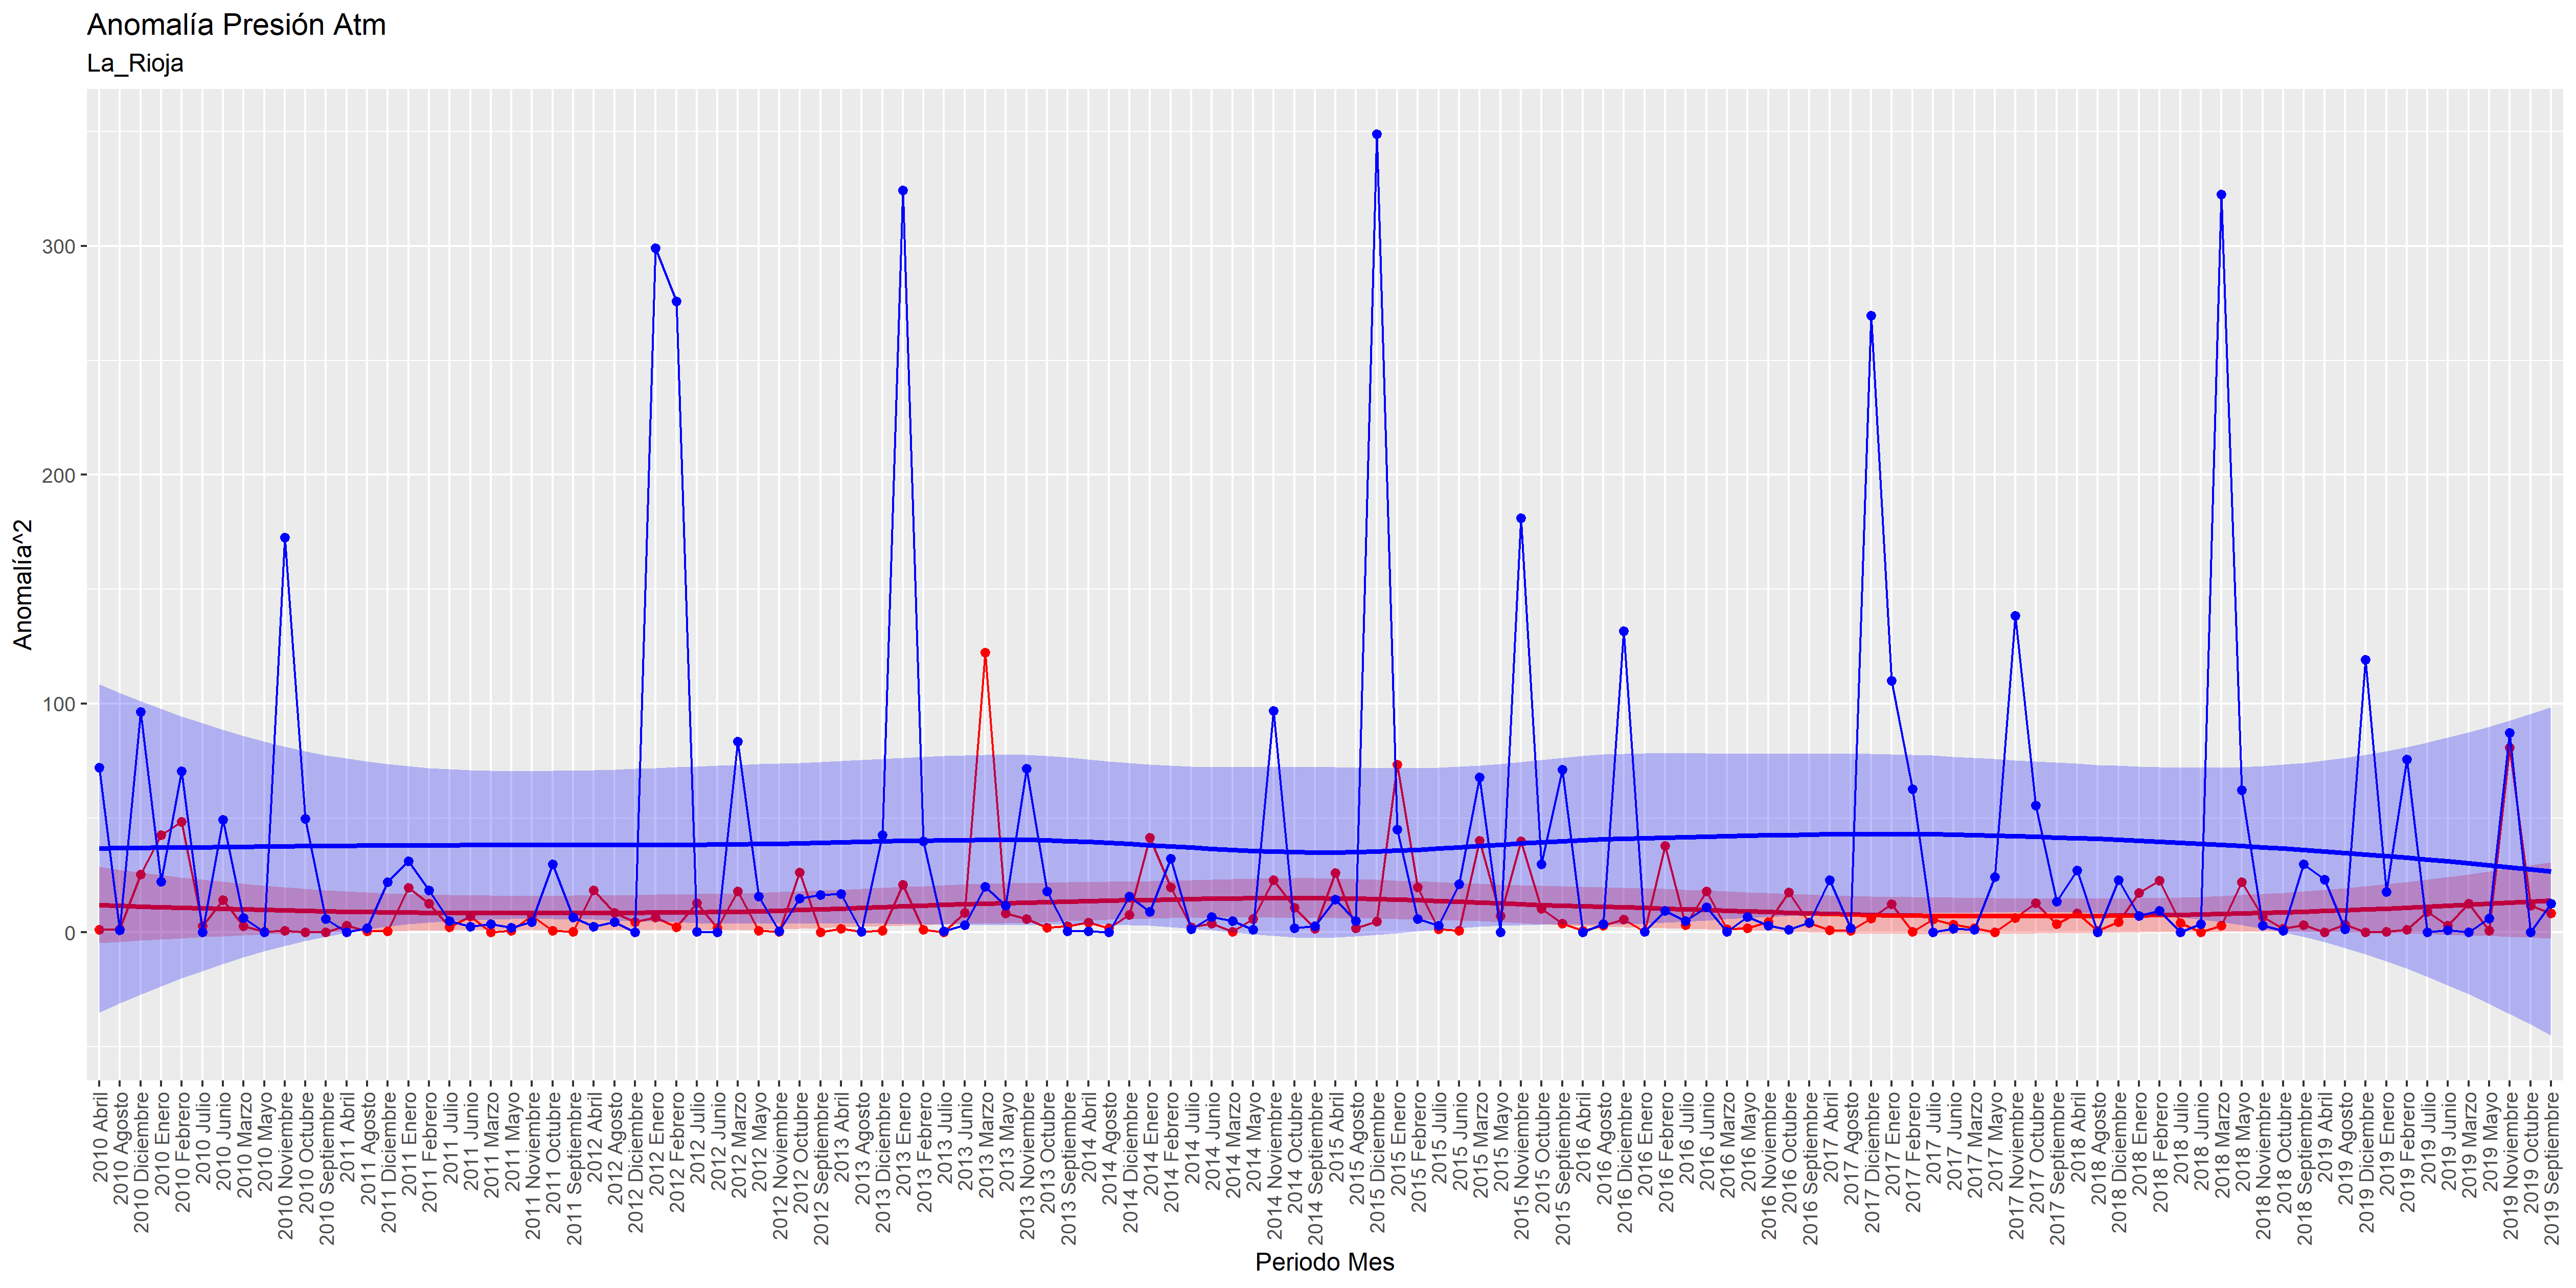 Anomalía Presión Atm
La_Rioja
Anomalía^2
300
200
100
0
2010 Abril
2010 Agosto
2010 Diciembre
2010 Enero
2010 Febrero
2010 Julio
2010 Junio
2010 Marzo
2010 Mayo
2010 Noviembre
2010 Octubre
2010 Septiembre
2011 Abril
2011 Agosto
2011 Diciembre
2011 Enero
2011 Febrero
2011 Julio
2011 Junio
2011 Marzo
2011 Mayo
2011 Noviembre
2011 Octubre
2011 Septiembre
2012 Abril
2012 Agosto
2012 Diciembre
2012 Enero
2012 Febrero
2012 Julio
2012 Junio
2012 Marzo
2012 Mayo
2012 Noviembre
2012 Octubre
2012 Septiembre
2013 Abril
2013 Agosto
2013 Diciembre
2013 Enero
2013 Febrero
2013 Julio
2013 Junio
2013 Marzo
2013 Mayo
2013 Noviembre
2013 Octubre
2013 Septiembre
2014 Abril
2014 Agosto
2014 Diciembre
2014 Enero
2014 Febrero
2014 Julio
2014 Junio
2014 Marzo
2014 Mayo
2014 Noviembre
2014 Octubre
2014 Septiembre
2015 Abril
2015 Agosto
2015 Diciembre
2015 Enero
2015 Febrero
2015 Julio
2015 Junio
2015 Marzo
2015 Mayo
2015 Noviembre
2015 Octubre
2015 Septiembre
2016 Abril
2016 Agosto
2016 Diciembre
2016 Enero
2016 Febrero
2016 Julio
2016 Junio
2016 Marzo
2016 Mayo
2016 Noviembre
2016 Octubre
2016 Septiembre
2017 Abril
2017 Agosto
2017 Diciembre
2017 Enero
2017 Febrero
2017 Julio
2017 Junio
2017 Marzo
2017 Mayo
2017 Noviembre
2017 Octubre
2017 Septiembre
2018 Abril
2018 Agosto
2018 Diciembre
2018 Enero
2018 Febrero
2018 Julio
2018 Junio
2018 Marzo
2018 Mayo
2018 Noviembre
2018 Octubre
2018 Septiembre
2019 Abril
2019 Agosto
2019 Diciembre
2019 Enero
2019 Febrero
2019 Julio
2019 Junio
2019 Marzo
2019 Mayo
2019 Noviembre
2019 Octubre
2019 Septiembre
Periodo Mes